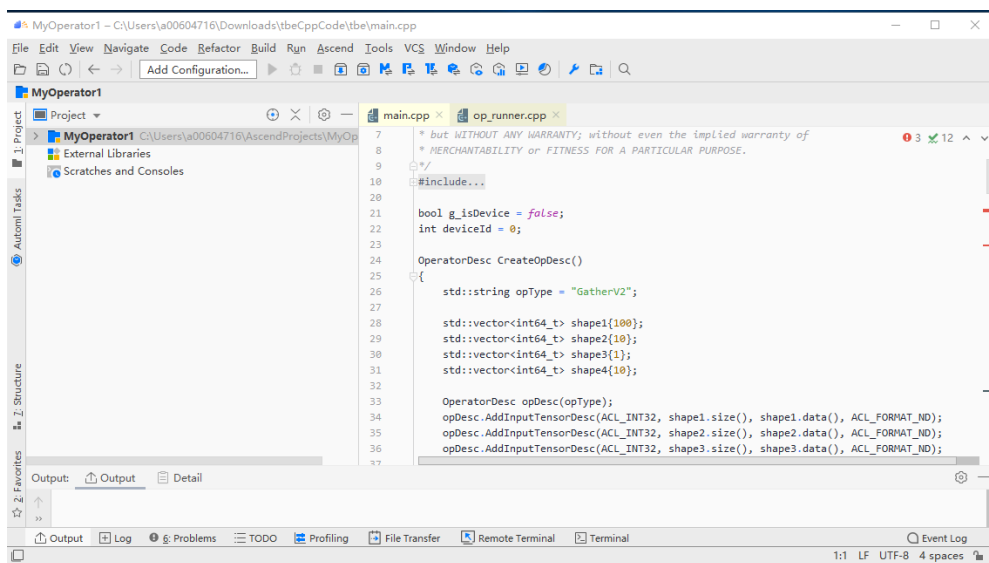 MyOperator1 – C:\Users\a00604716\Downloads\tbeCppCode\tbe\main.cpp
File Edit View Navigate Code Refactor Build Run Ascend Tools VCS Window Help
Add Configuration...
MyOperator1
1: Project
Automl Tasks
7: Structure
2: Favorites
Project
MyOperator1 C:\Users\a00604716\AscendProjects\MyOp
External Libraries
Scratches and Consoles
main.cpp op_runner.cpp
3 12
7 * but WITHOUT ANY WARRANTY; without even the implied warranty of
8 * MERCHANTABILITY or FITNESS FOR A PARTICULAR PURPOSE.
9 */
10 #include...
20
21 bool g_isDevice = false;
22 int deviceId = 0;
23
24 OperatorDesc CreateOpDesc()
25 {
26 std::string opType = "GatherV2";
27
28 std::vector<int64_t> shape1{100};
29 std::vector<int64_t> shape2{10};
30 std::vector<int64_t> shape3{1};
31 std::vector<int64_t> shape4{10};
32
33 OperatorDesc opDesc(opType);
34 opDesc.AddInputTensorDesc(ACL_INT32, shape1.size(), shape1.data(), ACL_FORMAT_ND);
35 opDesc.AddInputTensorDesc(ACL_INT32, shape2.size(), shape2.data(), ACL_FORMAT_ND);
36 opDesc.AddInputTensorDesc(ACL_INT32, shape3.size(), shape3.data(), ACL_FORMAT_ND);
37
Output: Output Detail
Output Log 6: Problems TODO Profiling File Transfer Remote Terminal Terminal Event Log
1:1 LF UTF-8 4 spaces